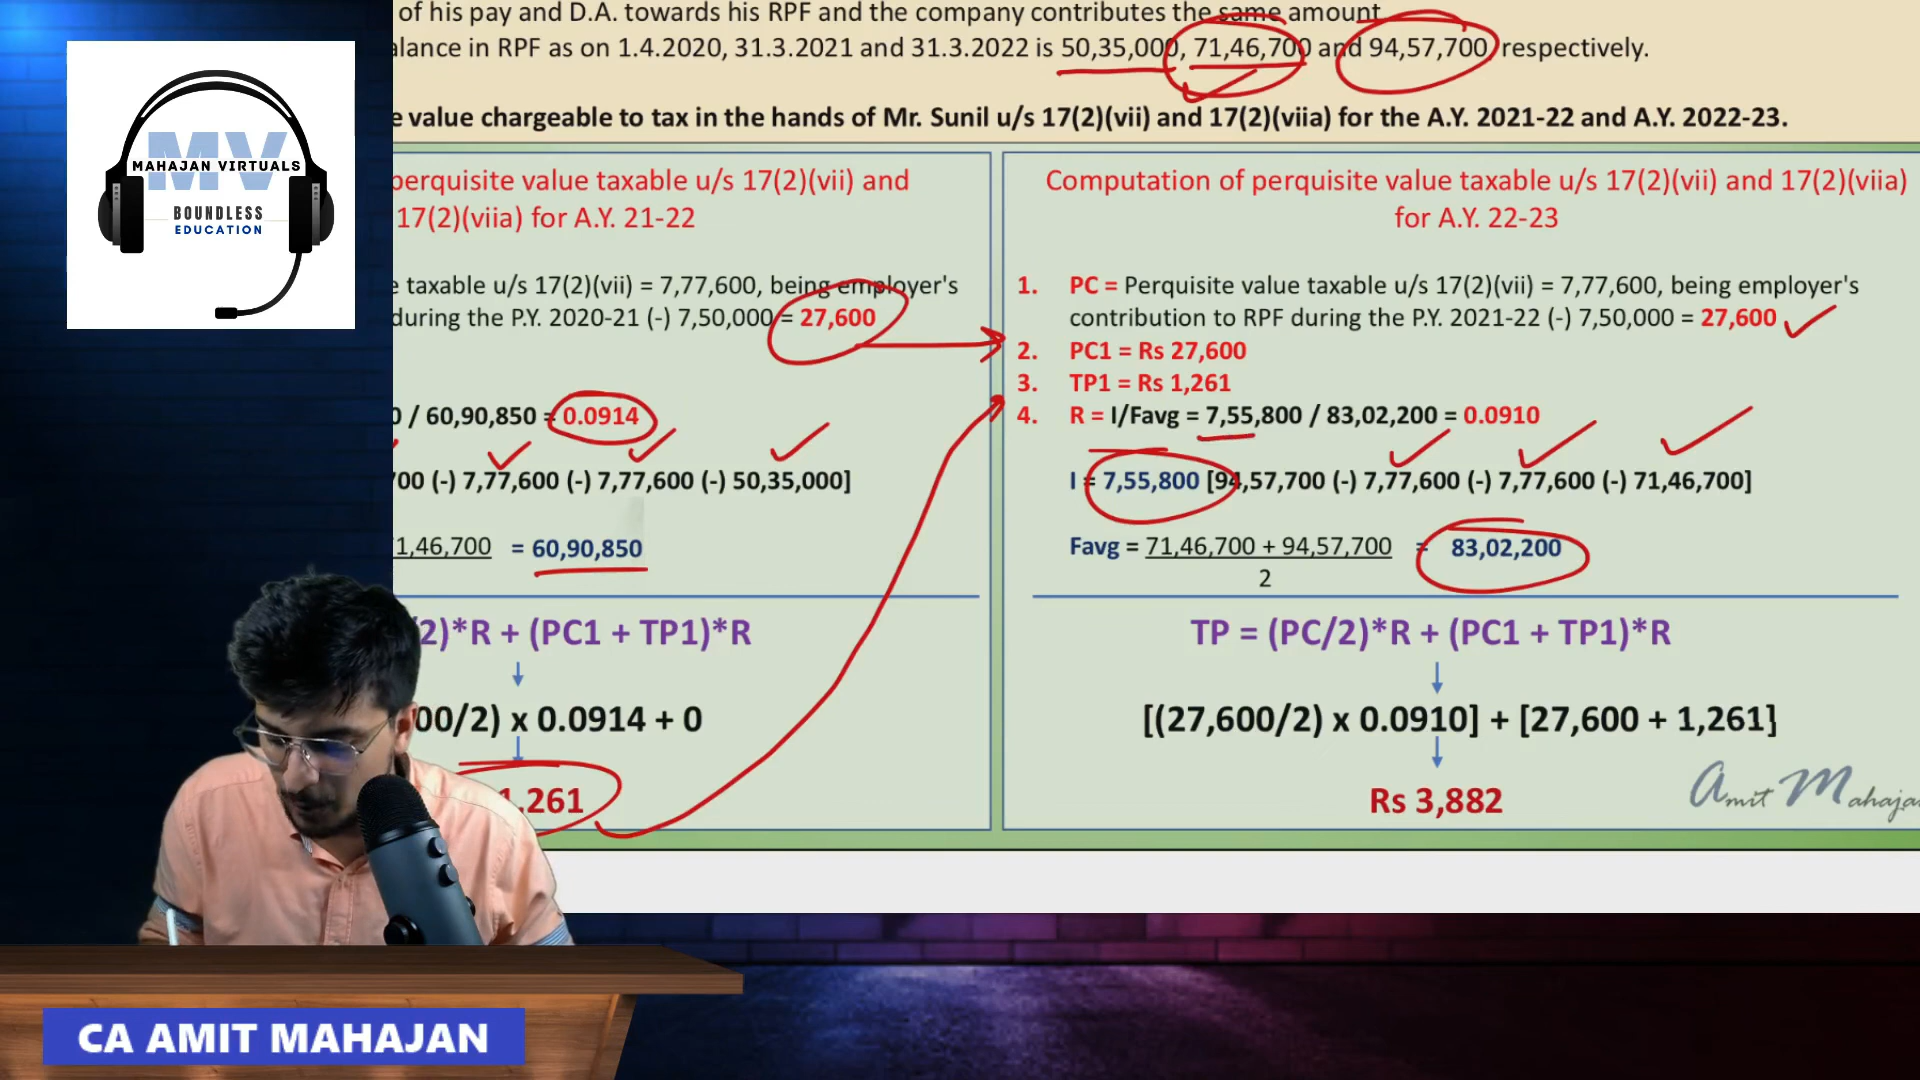 of his pay and D.A. towards his RPF and the company contributes the same amount
alance in RPF as on 1.4.2020, 31.3.2021 and 31.3.2022 is 50,35,000, 71,46,700 and 94,57,700 respectively.
e value chargeable to tax in the hands of Mr. Sunil u/s 17(2)(vii) and 17(2)(viia) for the A.Y. 2021-22 and A.Y. 2022-23.
MV
MAHAJAN VIRTUALS
BOUNDLESS
EDUCATION
perquisite value taxable u/s 17(2)(vii) and
17(2)(viia) for A.Y. 21-22
e taxable u/s 17(2)(vii) = 7,77,600, being employer's
during the P.Y. 2020-21 (-) 7,50,000 = 27,600
0 / 60,90,850 = 0.0914
700 (-) 7,77,600 (-) 7,77,600 (-) 50,35,000]
1,46,700 = 60,90,850
2)*R + (PC1 + TP1)*R
00/2) x 0.0914 + 0
1,261
Computation of perquisite value taxable u/s 17(2)(vii) and 17(2)(viia)
for A.Y. 22-23
1. PC = Perquisite value taxable u/s 17(2)(vii) = 7,77,600, being employer's
contribution to RPF during the P.Y. 2021-22 (-) 7,50,000 = 27,600
2. PC1 = Rs 27,600
3. TP1 = Rs 1,261
4. R = I/Favg = 7,55,800 / 83,02,200 = 0.0910
I = 7,55,800 [94,57,700 (-) 7,77,600 (-) 7,77,600 (-) 71,46,700]
Favg = 71,46,700 + 94,57,700 = 83,02,200
2
TP = (PC/2)*R + (PC1 + TP1)*R
[(27,600/2) x 0.0910] + [27,600 + 1,261]
Rs 3,882
Amit Mahaja
CA AMIT MAHAJAN